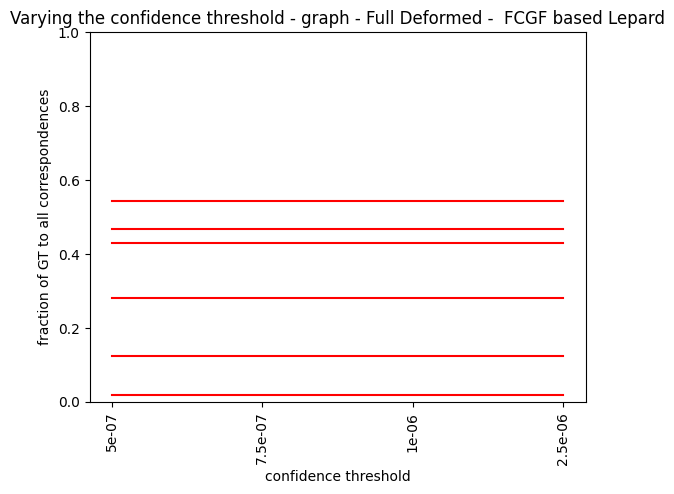 Varying the confidence threshold - graph - Full Deformed -  FCGF based Lepard
fraction of GT to all correspondences
1.0
0.8
0.6
0.4
0.2
0.0
5e-07
7.5e-07
1e-06
2.5e-06
confidence threshold